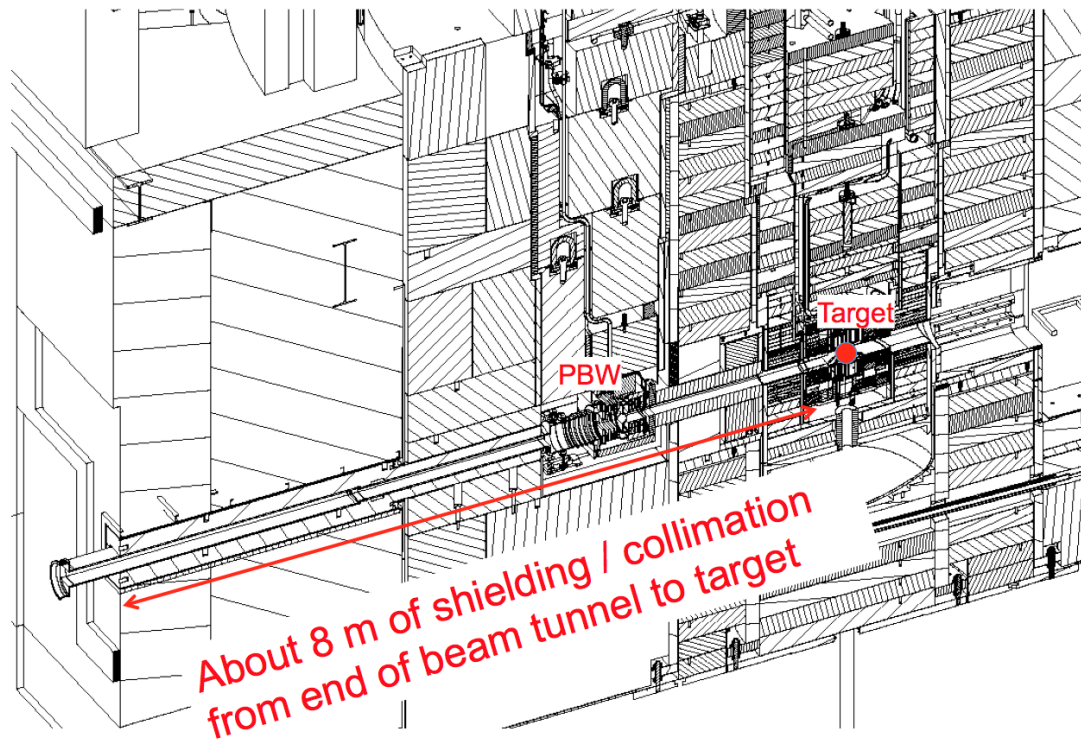 Target
PBW
About 8 m of shielding / collimation
from end of beam tunnel to target